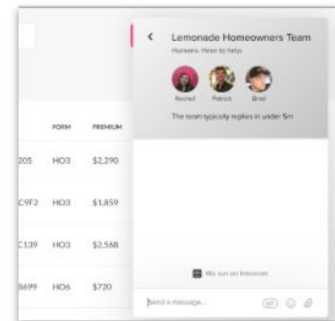 Lemonade Homeowners Team
Humans. Here to help.
Rachel Patrick Brad
The team typically replies in under 5m
FORM PREMIUM
205 HO3 $2,290
C9F2 HO3 $1,859
C139 HO3 $2,568
8699 HO6 $720
We run on Intercom
Send a message...
GIF